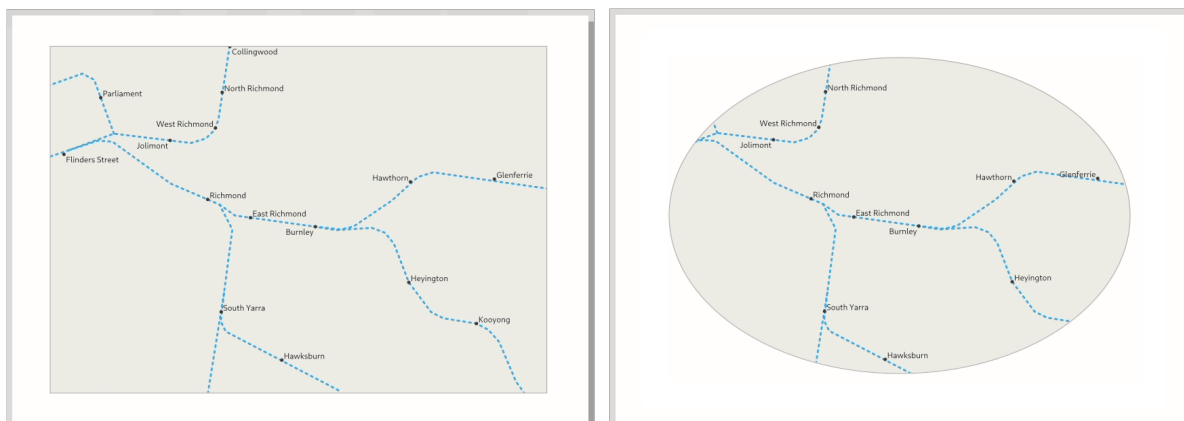 Collingwood
North Richmond
Parliament
West Richmond
Jolimont
Flinders Street
Glenferrie
Hawthorn
Richmond
East Richmond
Burnley
Heyington
South Yarra
Kooyong
Hawksburn
North Richmond
West Richmond
Jolimont
Glenferrie
Hawthorn
Richmond
East Richmond
Burnley
Heyington
South Yarra
Hawksburn